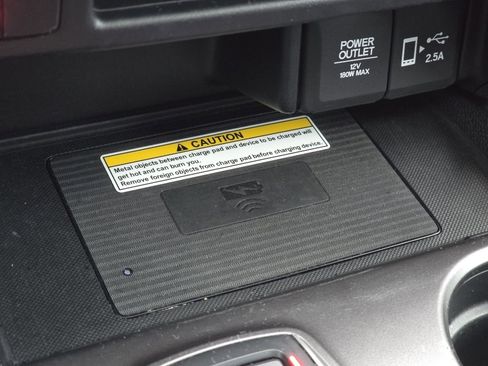 POWER
OUTLET
12V
180W MAX
2.5A
CAUTION
Metal objects between charge pad and device to be charged will
get hot and can burn you.
Remove foreign objects from charge pad before charging device.